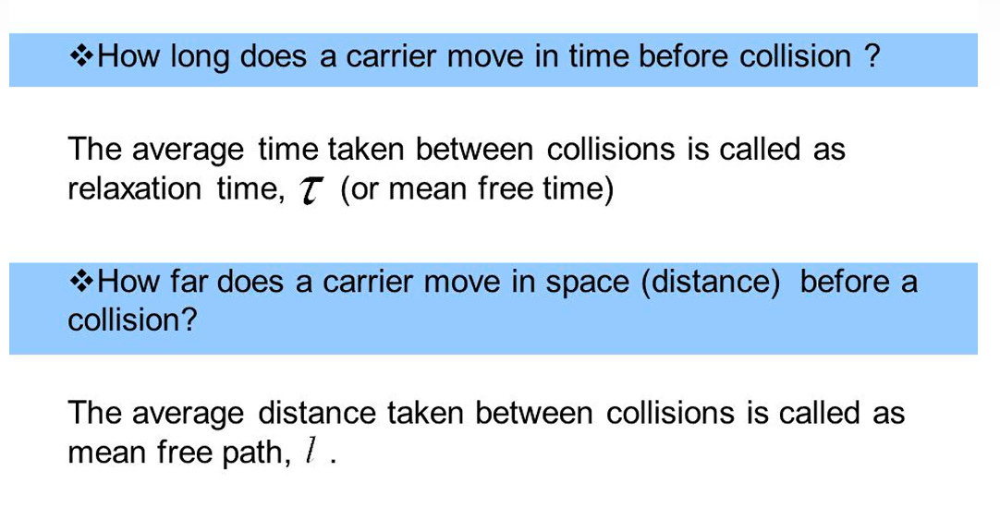 ❖How long does a carrier move in time before collision ?
The average time taken between collisions is called as
relaxation time, τ (or mean free time)
❖How far does a carrier move in space (distance) before a
collision?
The average distance taken between collisions is called as
mean free path, l .